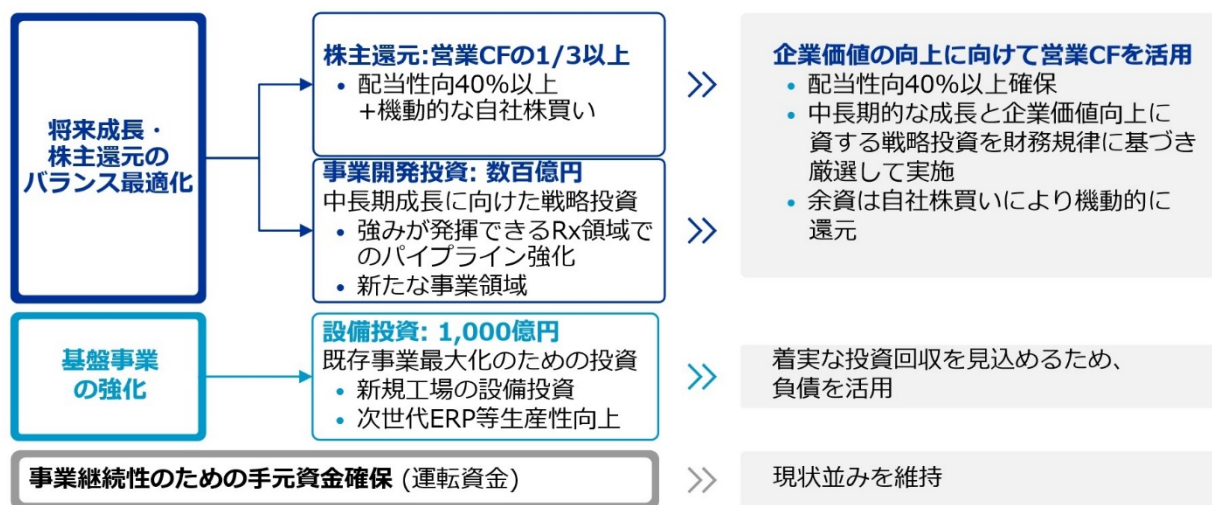 将来成長・
株主還元の
バランス最適化
株主還元:営業CFの1/3以上
• 配当性向40%以上
+機動的な自社株買い
企業価値の向上に向けて営業CFを活用
• 配当性向40%以上確保
• 中長期的な成長と企業価値向上に
資する戦略投資を財務規律に基づき
厳選して実施
• 余資は自社株買いにより機動的に
還元
事業開発投資: 数百億円
中長期成長に向けた戦略投資
• 強みが発揮できるRx領域で
のパイプライン強化
• 新たな事業領域
基盤事業
の強化
設備投資: 1,000億円
既存事業最大化のための投資
• 新規工場の設備投資
• 次世代ERP等生産性向上
着実な投資回収を見込めるため、
負債を活用
事業継続性のための手元資金確保 (運転資金)
現状並みを維持